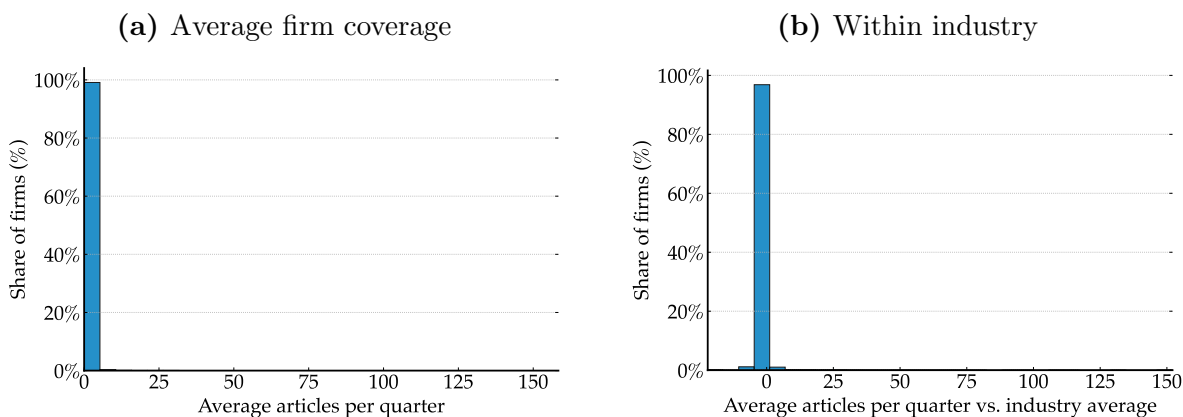 (a) Average firm coverage
100%
80%
60%
40%
20%
0%
Share of firms (%)
0 25 50 75 100 125 150
Average articles per quarter
(b) Within industry
100%
80%
60%
40%
20%
0%
Share of firms (%)
0 25 50 75 100 125 150
Average articles per quarter vs. industry average